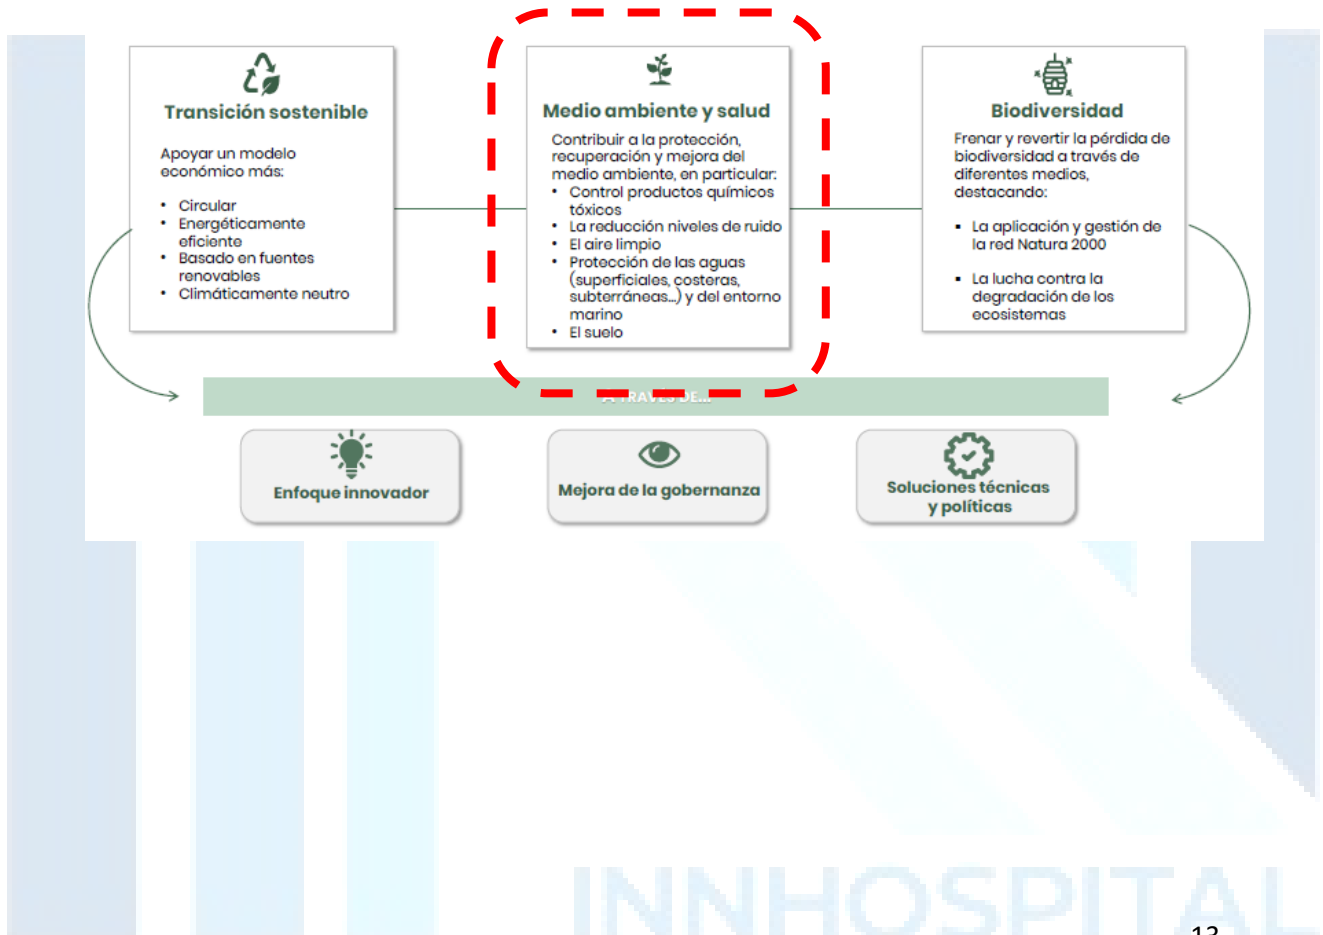 Transición sostenible
Apoyar un modelo
económico más:
• Circular
• Energéticamente
eficiente
• Basado en fuentes
renovables
• Climáticamente neutro
Medio ambiente y salud
Contribuir a la protección,
recuperación y mejora del
medio ambiente, en particular:
• Control productos químicos
tóxicos
• La reducción niveles de ruido
• El aire limpio
• Protección de las aguas
(superficiales, costeras,
subterráneas...) y del entorno
marino
• El suelo
Biodiversidad
Frenar y revertir la pérdida de
biodiversidad a través de
diferentes medios,
destacando:
▪ La aplicación y gestión de
la red Natura 2000
▪ La lucha contra la
degradación de los
ecosistemas
A TRAVÉS DE...
Enfoque innovador
Mejora de la gobernanza
Soluciones técnicas
y políticas
INNHOSPITAL
13